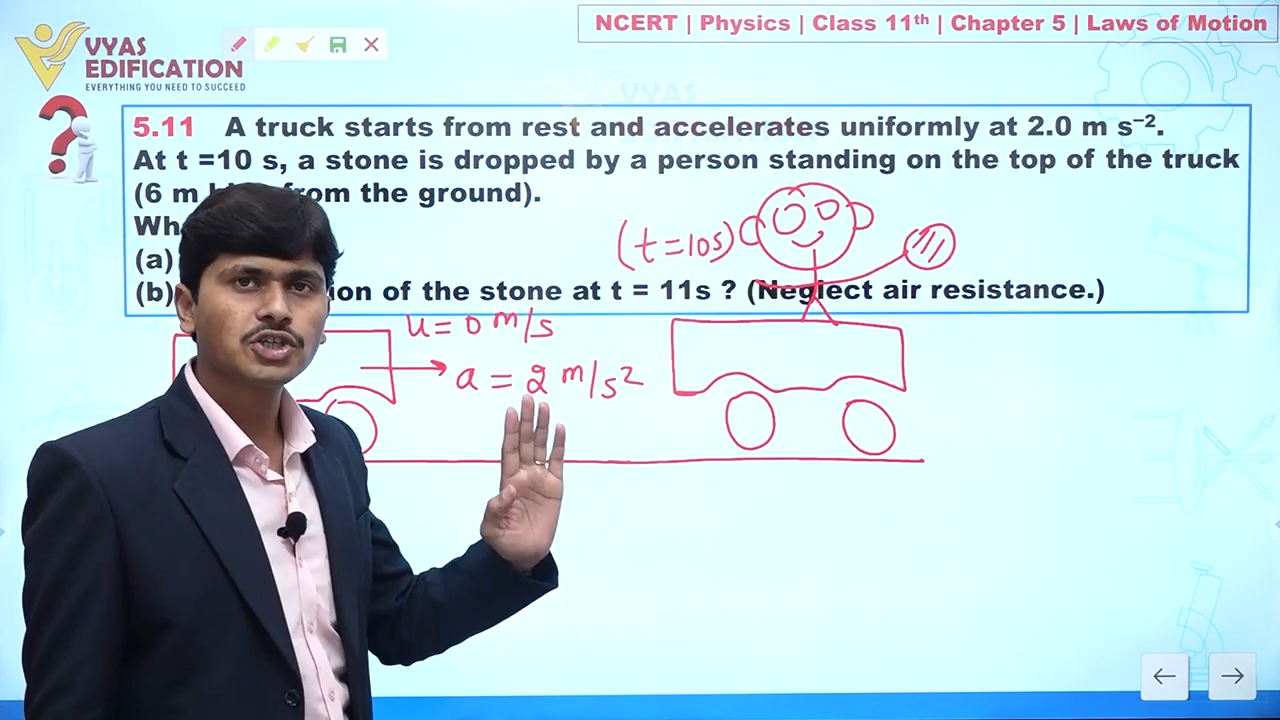 NCERT | Physics | Class 11th | Chapter 5 | Laws of Motion
VYAS
EDIFICATION
EVERYTHING YOU NEED TO SUCCEED
VYAS
5.11 A truck starts from rest and accelerates uniformly at 2.0 m s⁻².
At t =10 s, a stone is dropped by a person standing on the top of the truck
(6 m from the ground).
(t=10s)
(a)
(b) of the stone at t = 11s ? (Neglect air resistance.)
u = 0 m/s
a = 2 m/s²